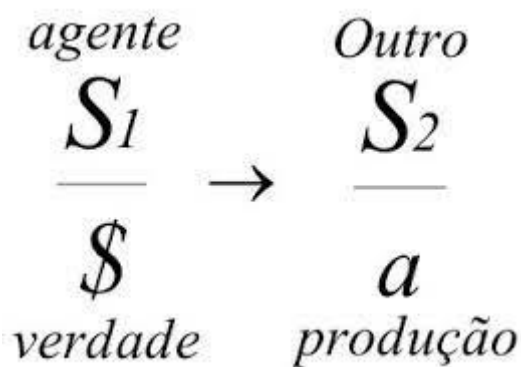 agente Outro
S1 → S2
$ a
verdade produção